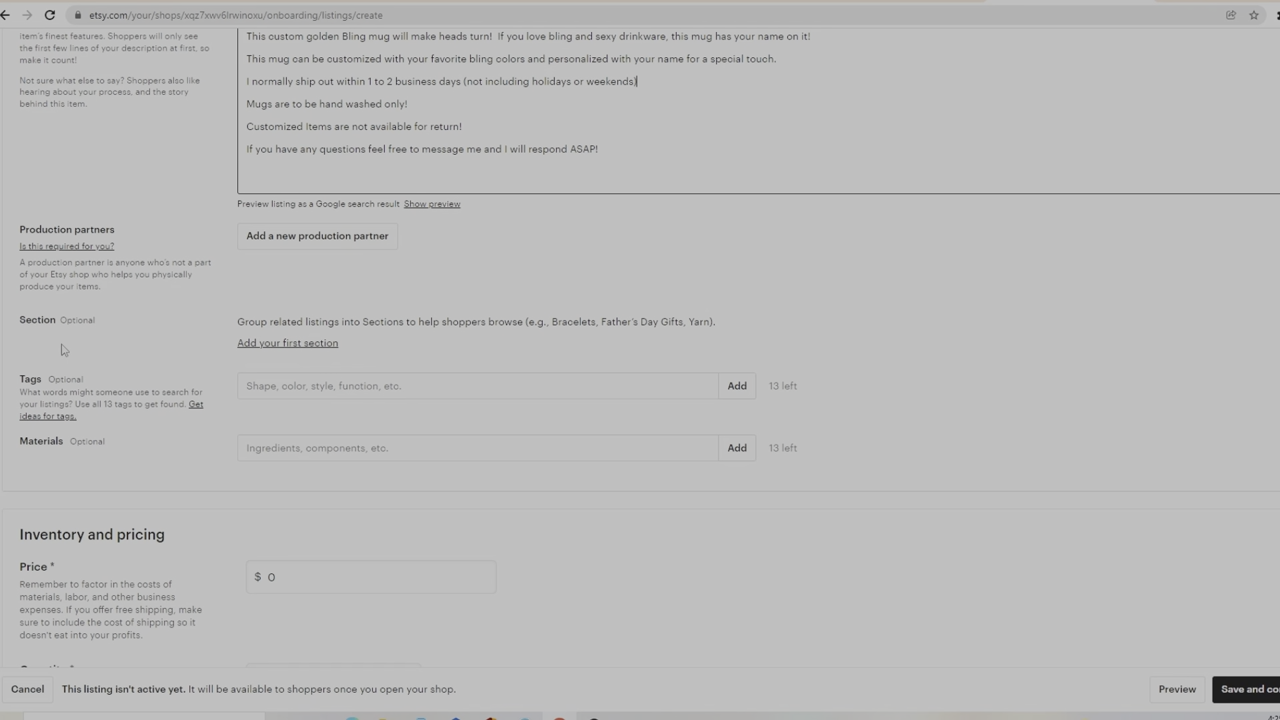 etsy.com/your/shops/xqz7xwv6lrwinoxu/onboarding/listings/create
item's finest features. Shoppers will only
see the first few lines of your description at first, so
make it count!
Not sure what else to say? Shoppers also like
hearing about your process, and the story
behind this item.
This custom golden Bling mug will make heads turn! If you love bling and sexy drinkware, this mug has your name on it!
This mug can be customized with your favorite bling colors and personalized with your name for a special touch.
I normally ship out within 1 to 2 business days (not including holidays or weekends)
Mugs are to be hand washed only!
Customized Items are not available for return!
If you have any questions feel free to message me and I will respond ASAP!
Preview listing as a Google search result Show preview
Production partners
Is this required for you?
A production partner is anyone who's not a part
of your Etsy shop who helps you physically
produce your items.
Add a new production partner
Section Optional
Group related listings into Sections to help shoppers browse (e.g., Bracelets, Father's Day Gifts, Yarn).
Add your first section
Tags Optional
What words might someone use to search for
your listings? Use all 13 tags to get found. Get
ideas for tags.
Shape, color, style, function, etc. Add 13 left
Materials Optional
Ingredients, components, etc. Add 13 left
Inventory and pricing
Price *
Remember to factor in the costs of
materials, labor, and other business
expenses. If you offer free shipping, make
sure to include the cost of shipping so it
doesn't eat into your profits.
$ 0
Cancel This listing isn't active yet. It will be available to shoppers once you open your shop. Preview Save and co